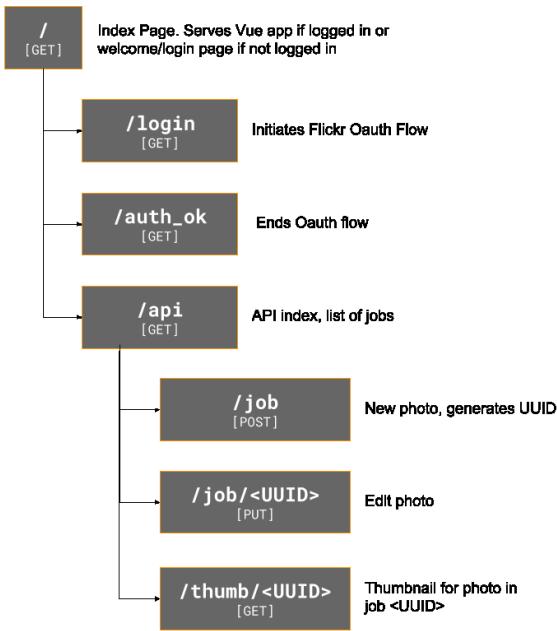 /
[GET]
Index Page. Serves Vue app if logged in or
welcome/login page if not logged in
/login
[GET]
Initiates Flickr Oauth Flow
/auth_ok
[GET]
Ends Oauth flow
/api
[GET]
API index, list of jobs
/job
[POST]
New photo, generates UUID
/job/<UUID>
[PUT]
Edit photo
/thumb/<UUID>
[GET]
Thumbnail for photo in
job <UUID>